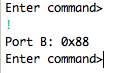 Enter command>
!
Port B: 0x88
Enter command>